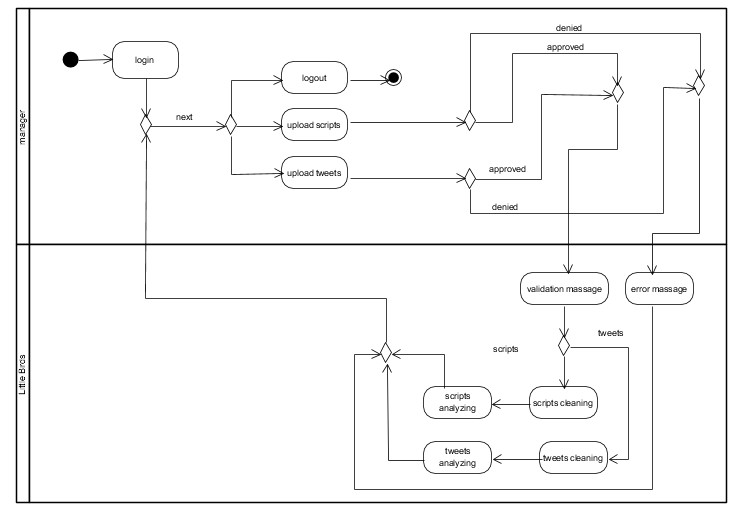 denied
approved
login
logout
next
upload scripts
manager
approved
upload tweets
denied
validation massage
error massage
tweets
scripts
Little Birds
scripts
analyzing
scripts cleaning
tweets
analyzing
tweets cleaning